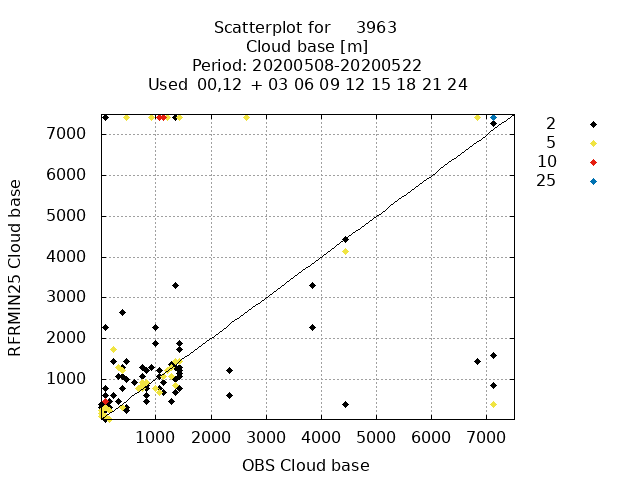 Scatterplot for 3963
Cloud base [m]
Period: 20200508-20200522
Used 00,12 + 03 06 09 12 15 18 21 24
2
5
10
25
7000
6000
5000
4000
3000
2000
1000
RFRMIN25 Cloud base
1000 2000 3000 4000 5000 6000 7000
OBS Cloud base